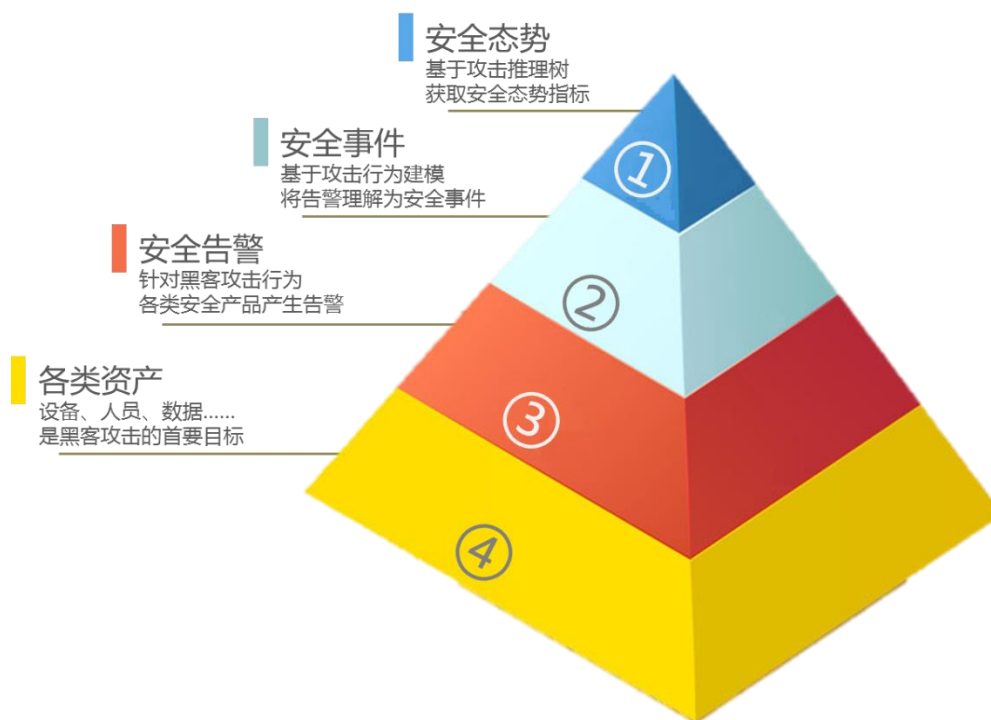 安全态势
基于攻击推理树
获取安全态势指标
①
安全事件
基于攻击行为建模
将告警理解为安全事件
②
安全告警
针对黑客攻击行为
各类安全产品产生告警
③
各类资产
设备、人员、数据......
是黑客攻击的首要目标
④